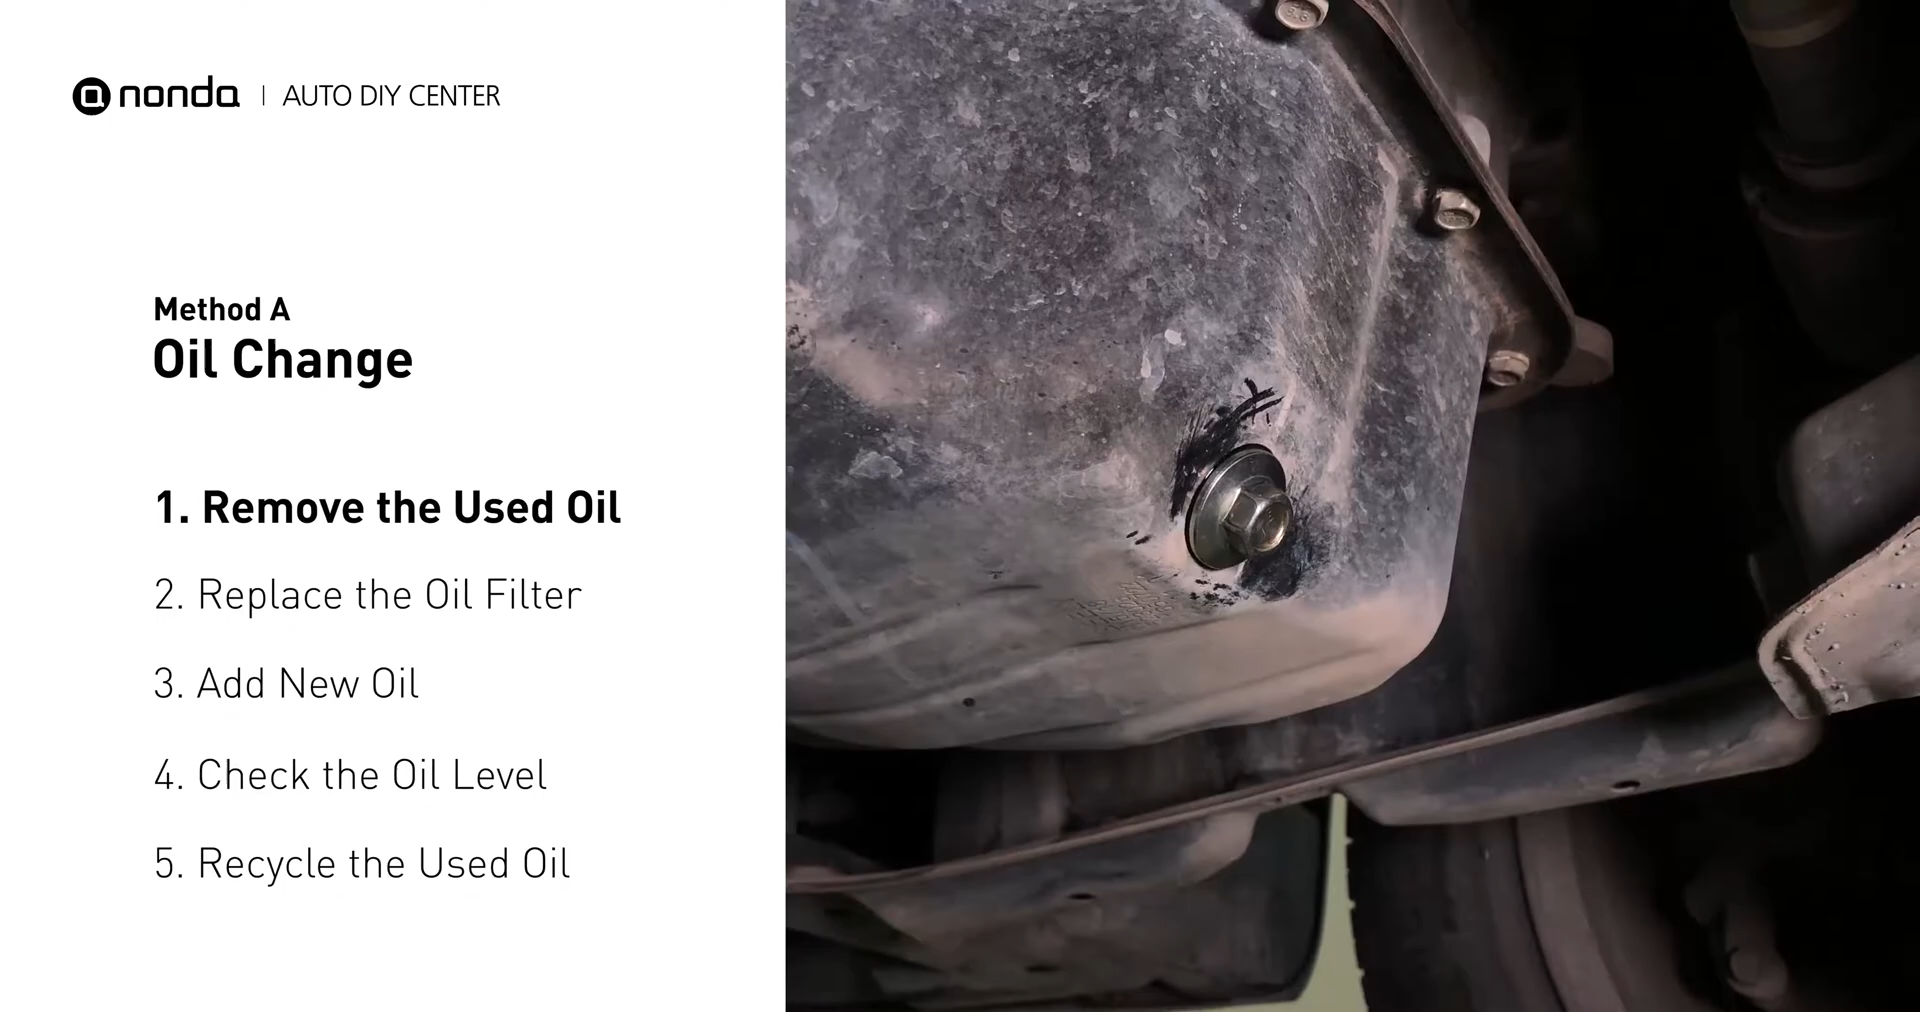 nonda | AUTO DIY CENTER
Method A
Oil Change
1. Remove the Used Oil
2. Replace the Oil Filter
3. Add New Oil
4. Check the Oil Level
5. Recycle the Used Oil